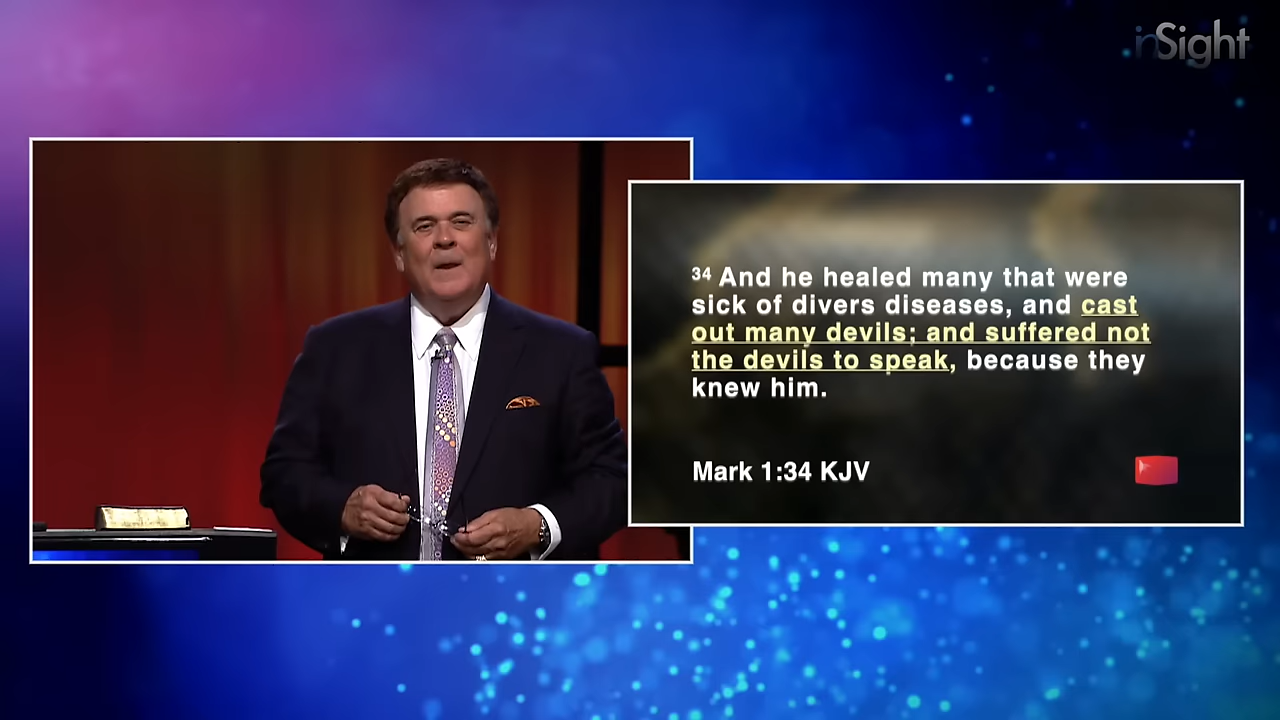 inSight
34 And he healed many that were
sick of divers diseases, and cast
out many devils; and suffered not
the devils to speak, because they
knew him.
Mark 1:34 KJV